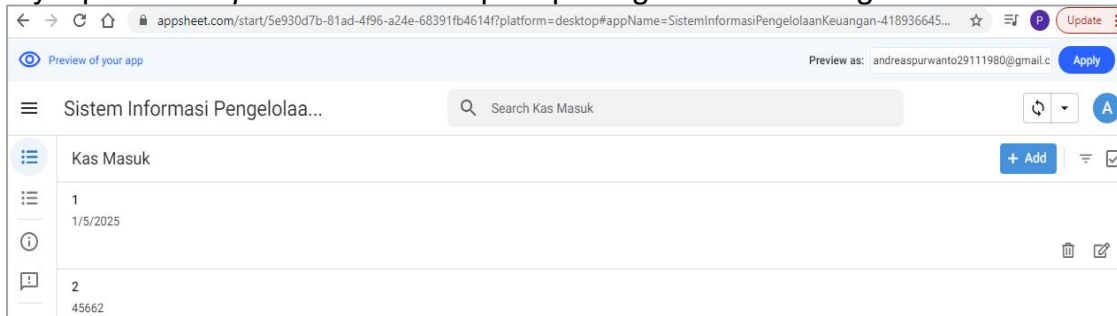 appsheet.com/start/5e930d7b-81ad-4f96-a24e-68391fb4614f?platform=desktop#appName=SistemInformasiPengelolaanKeuangan-418936645...
P
Update
Preview of your app
Preview as:
andreaspurwanto29111980@gmail.c
Apply
Sistem Informasi Pengelolaa...
Search Kas Masuk
A
Kas Masuk
+ Add
1
1/5/2025
2
45662